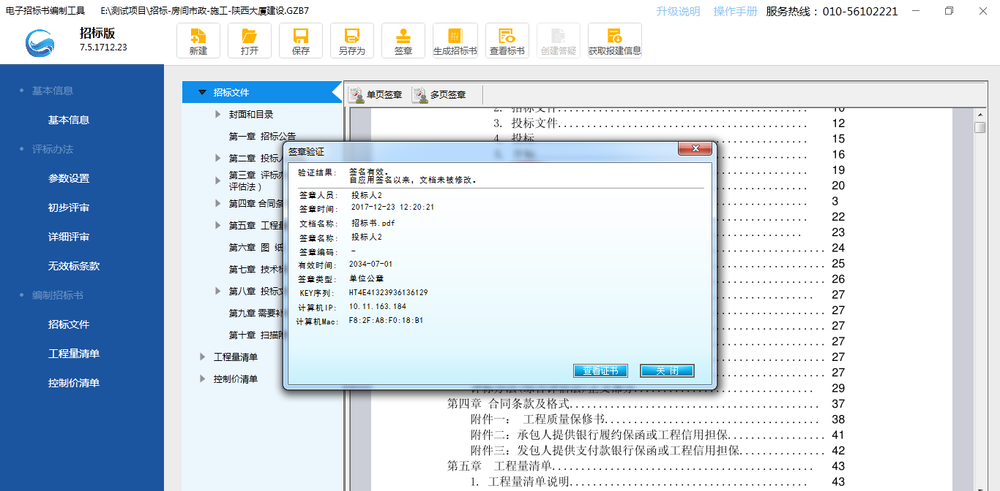 电子招标书编制工具 E:\测试项目\招标-房间市政-施工-陕西大厦建设.GZB7
升级说明 操作手册 服务热线：010-56102221
招标版
7.5.1712.23
新建 打开 保存 另存为 签章 生成招标书 查看标书 创建答疑 获取报建信息
基本信息
基本信息
评标办法
参数设置
初步评审
详细评审
无效标条款
编制招标书
招标文件
工程量清单
控制价清单
招标文件
封面和目录
第一章 招标公告
第二章 投标人
第三章 评标办
评估法）
第四章 合同条
第五章 工程量
第六章 图 纸
第七章 技术标
第八章 投标文
第九章 需要补
第十章 扫描附
工程量清单
控制价清单
单页签章 多页签章
2. 招标文件 10
3. 投标文件 12
4. 投标 15
16
19
20
3
22
23
24
25
26
27
27
27
27
27
27
评标办法(综合评估法)正文部分 29
第四章 合同条款及格式 37
附件一： 工程质量保修书 38
附件二：承包人提供银行履约保函或工程信用担保 41
附件三：发包人提供支付款银行保函或工程信用担保 42
第五章 工程量清单 43
1. 工程量清单说明 43
签章验证
验证结果： 签名有效.
自应用签名以来，文档未被修改.
签章人员： 投标人2
签章时间： 2017-12-23 12:20:21
文档名称： 招标书.pdf
签章名称： 投标人2
签章编码： -
有效时间： 2034-07-01
签章类型： 单位公章
KEY序列： HT4E41323936136129
计算机IP: 10.11.163.184
计算机Mac: F8:2F:A8:F0:18:B1
查看证书 关 闭